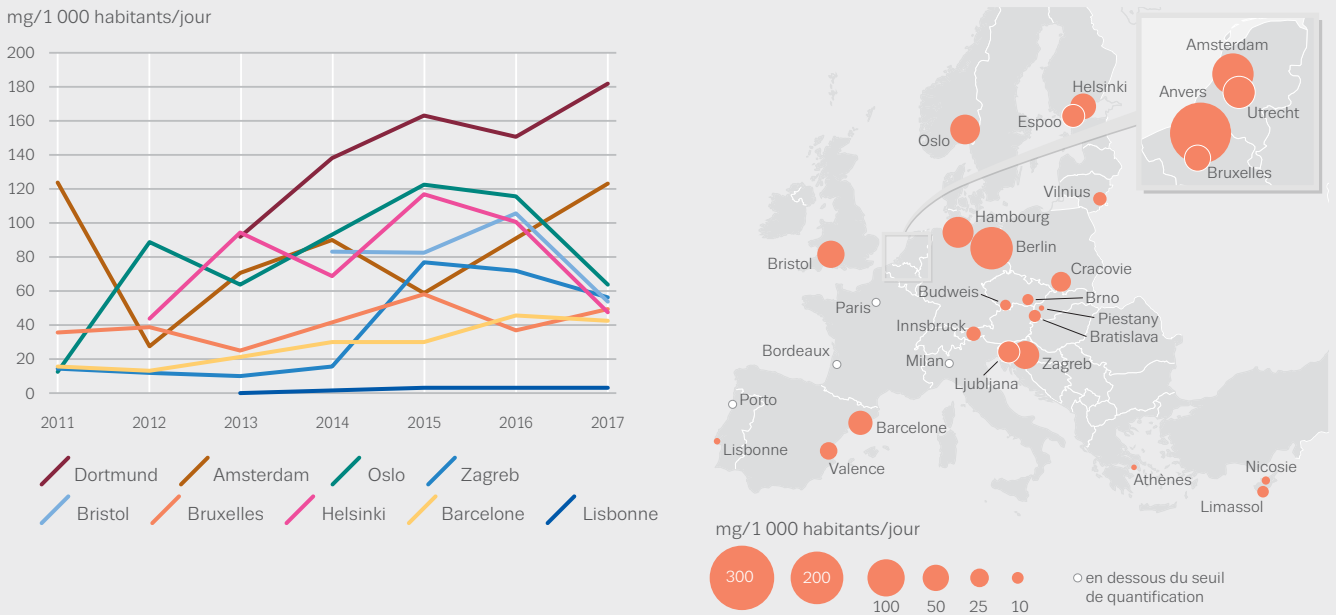 mg/1 000 habitants/jour
200
180
160
140
120
100
80
60
40
20
0
2011 2012 2013 2014 2015 2016 2017
Dortmund Amsterdam Oslo Zagreb
Bristol Bruxelles Helsinki Barcelone Lisbonne
Amsterdam
Anvers
Utrecht
Bruxelles
Helsinki
Espoo
Oslo
Vilnius
Hambourg
Berlin
Bristol
Cracovie
Budweis
Brno
Paris
Piestany
Innsbruck
Bratislava
Bordeaux
Milan
Zagreb
Ljubljana
Porto
Barcelone
Lisbonne
Valence
Athènes
Nicosie
Limassol
mg/1 000 habitants/jour
300 200
100 50 25 10
en dessous du seuil
de quantification